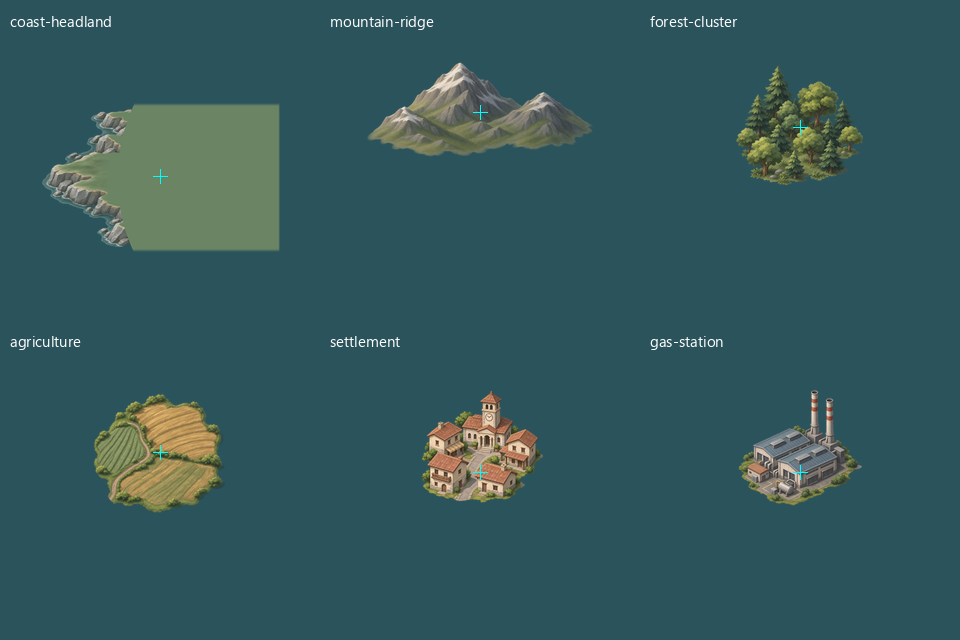 coast-headland
mountain-ridge
forest-cluster
agriculture
settlement
gas-station